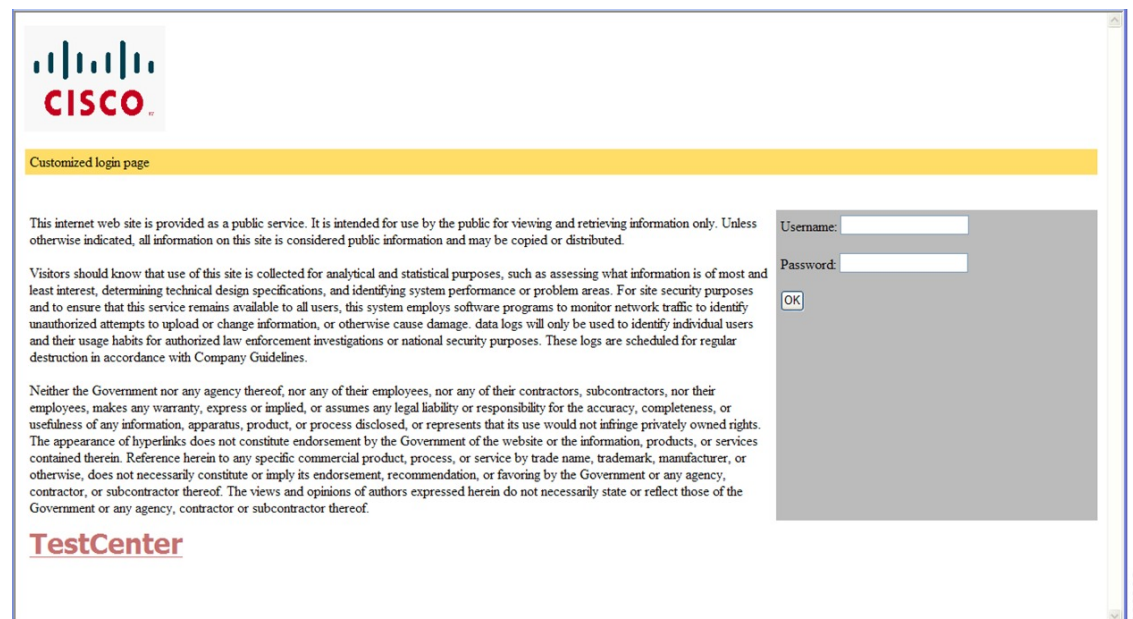 CISCO
Customized login page
This internet web site is provided as a public service. It is intended for use by the public for viewing and retrieving information only. Unless
otherwise indicated, all information on this site is considered public information and may be copied or distributed.
Visitors should know that use of this site is collected for analytical and statistical purposes, such as assessing what information is of most and
least interest, determining technical design specifications, and identifying system performance or problem areas. For site security purposes
and to ensure that this service remains available to all users, this system employs software programs to monitor network traffic to identify
unauthorized attempts to upload or change information, or otherwise cause damage. data logs will only be used to identify individual users
and their usage habits for authorized law enforcement investigations or national security purposes. These logs are scheduled for regular
destruction in accordance with Company Guidelines.
Neither the Government nor any agency thereof, nor any of their employees, nor any of their contractors, subcontractors, nor their
employees, makes any warranty, express or implied, or assumes any legal liability or responsibility for the accuracy, completeness, or
usefulness of any information, apparatus, product, or process disclosed, or represents that its use would not infringe privately owned rights.
The appearance of hyperlinks does not constitute endorsement by the Government of the website or the information, products, or services
contained therein. Reference herein to any specific commercial product, process, or service by trade name, trademark, manufacturer, or
otherwise, does not necessarily constitute or imply its endorsement, recommendation, or favoring by the Government or any agency,
contractor, or subcontractor thereof. The views and opinions of authors expressed herein do not necessarily state or reflect those of the
Government or any agency, contractor or subcontractor thereof.
Username:
Password:
OK
TestCenter